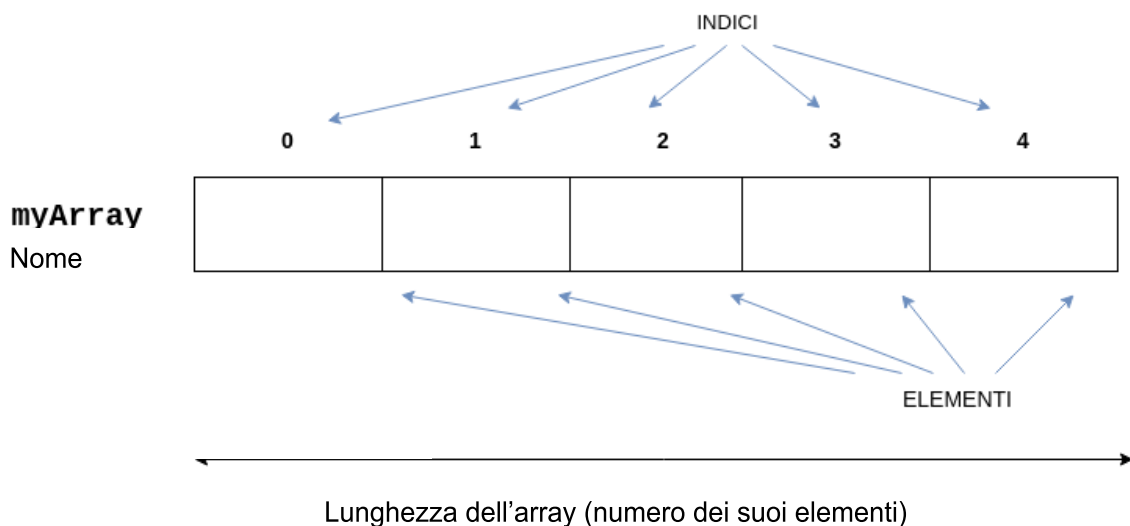 INDICI
0 1 2 3 4
myArray
Nome
ELEMENTI
Lunghezza dell’array (numero dei suoi elementi)